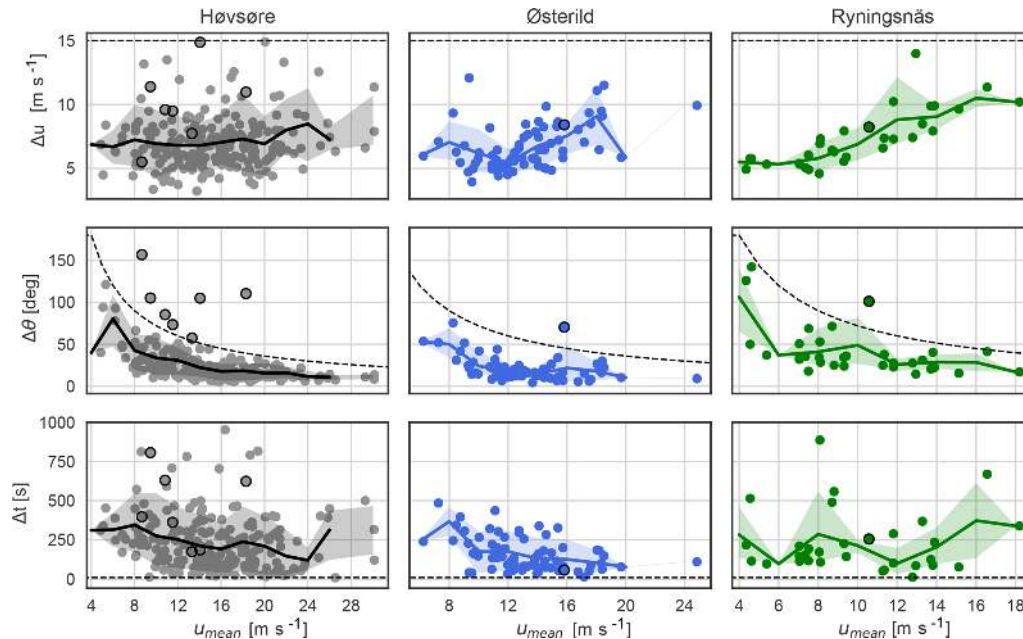 Høvsøre Østerild Ryningsnäs
Δu [m s⁻¹]
15
10
5
Δθ [deg]
150
100
50
0
Δt [s]
1000
750
500
250
0
4 8 12 16 20 24 28
8 12 16 20 24
4 6 8 10 12 14 16 18
u_mean [m s⁻¹] u_mean [m s⁻¹] u_mean [m s⁻¹]